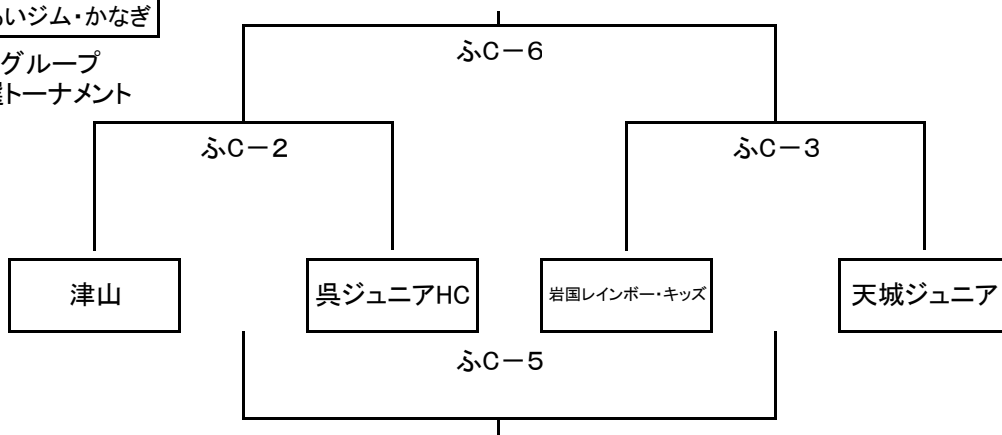 いジム・かなぎ
グループ
トーナメント
ふC－6
ふC－2
ふC－3
津山
呉ジュニアHC
岩国レインボー・キッズ
天城ジュニア
ふC－5